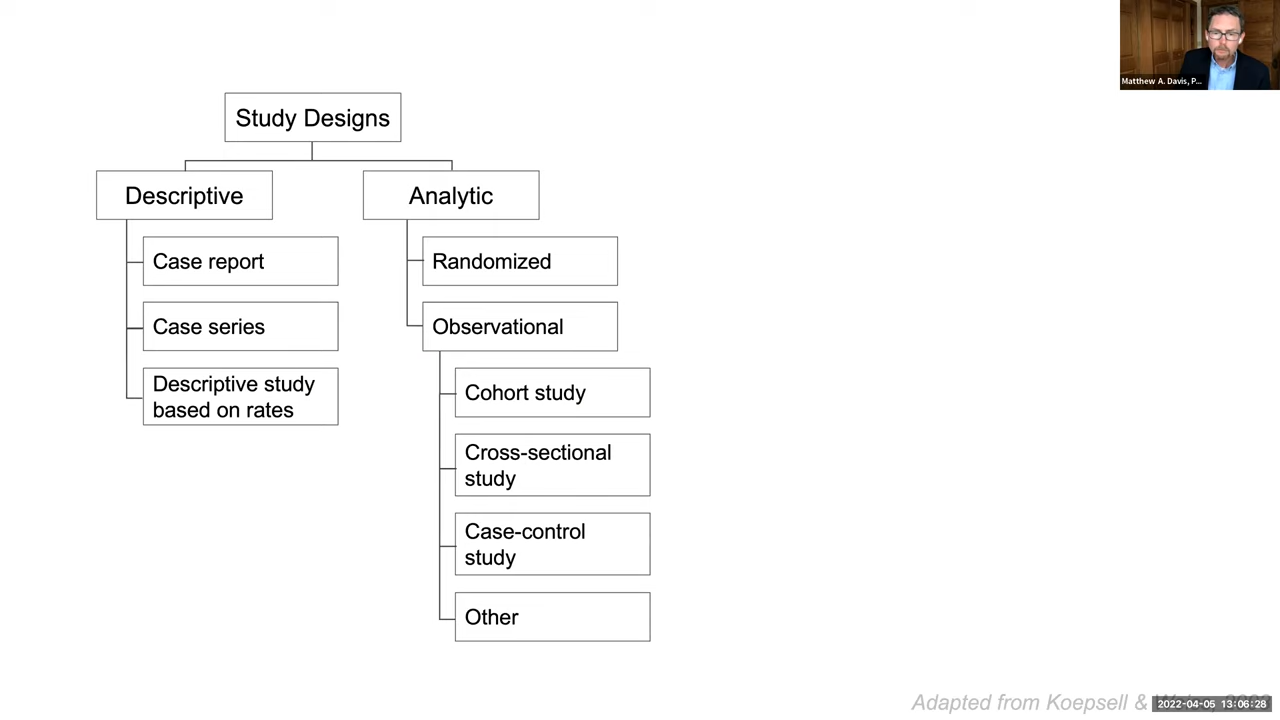 Matthew A. Davis, P...
Study Designs
Descriptive
Analytic
Case report
Randomized
Case series
Observational
Descriptive study
based on rates
Cohort study
Cross-sectional
study
Case-control
study
Other
Adapted from Koepsell &
2022-04-05 13:06:28